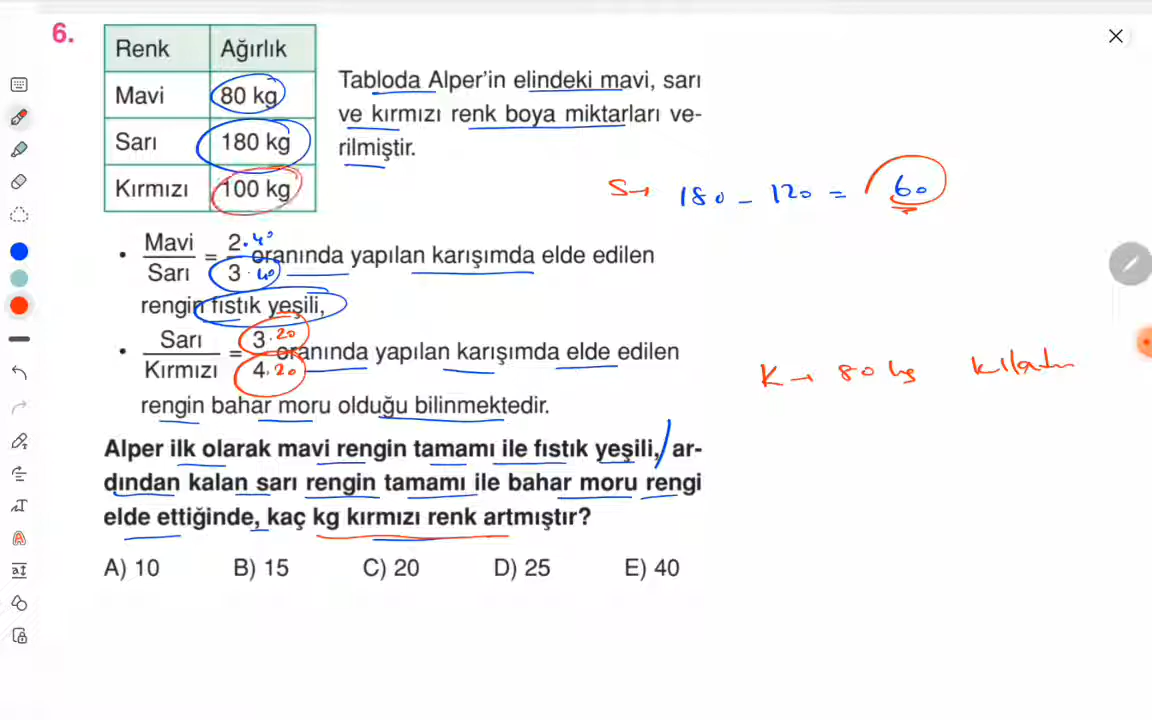 6.
Renk Ağırlık
Mavi 80 kg
Sarı 180 kg
Kırmızı 100 kg
Tabloda Alper'in elindeki mavi, sarı
ve kırmızı renk boya miktarları ve-
rilmiştir.
S→ 180 - 120 = 60
• Mavi/Sarı = 2·40/3·40 oranında yapılan karışımda elde edilen
rengin fıstık yeşili,
• Sarı/Kırmızı = 3·20/4·20 oranında yapılan karışımda elde edilen
rengin bahar moru olduğu bilinmektedir.
K→ 80 kg
Alper ilk olarak mavi rengin tamamı ile fıstık yeşili, ar-
dından kalan sarı rengin tamamı ile bahar moru rengi
elde ettiğinde, kaç kg kırmızı renk artmıştır?
A) 10 B) 15 C) 20 D) 25 E) 40